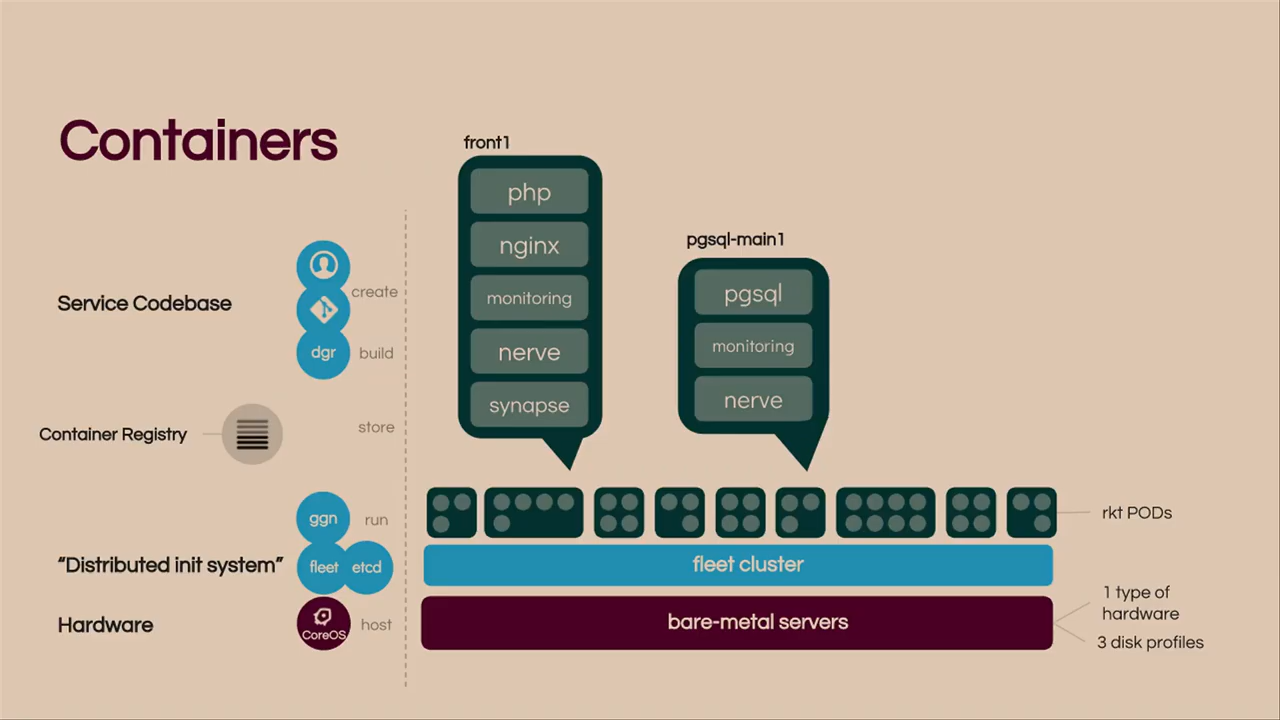 Containers
Service Codebase
create
dgr
build
Container Registry
store
ggn
run
“Distributed init system”
fleet
etcd
Hardware
CoreOS
host
front1
php
nginx
monitoring
nerve
synapse
pgsql-main1
pgsql
monitoring
nerve
rkt PODs
fleet cluster
bare-metal servers
1 type of
hardware
3 disk profiles